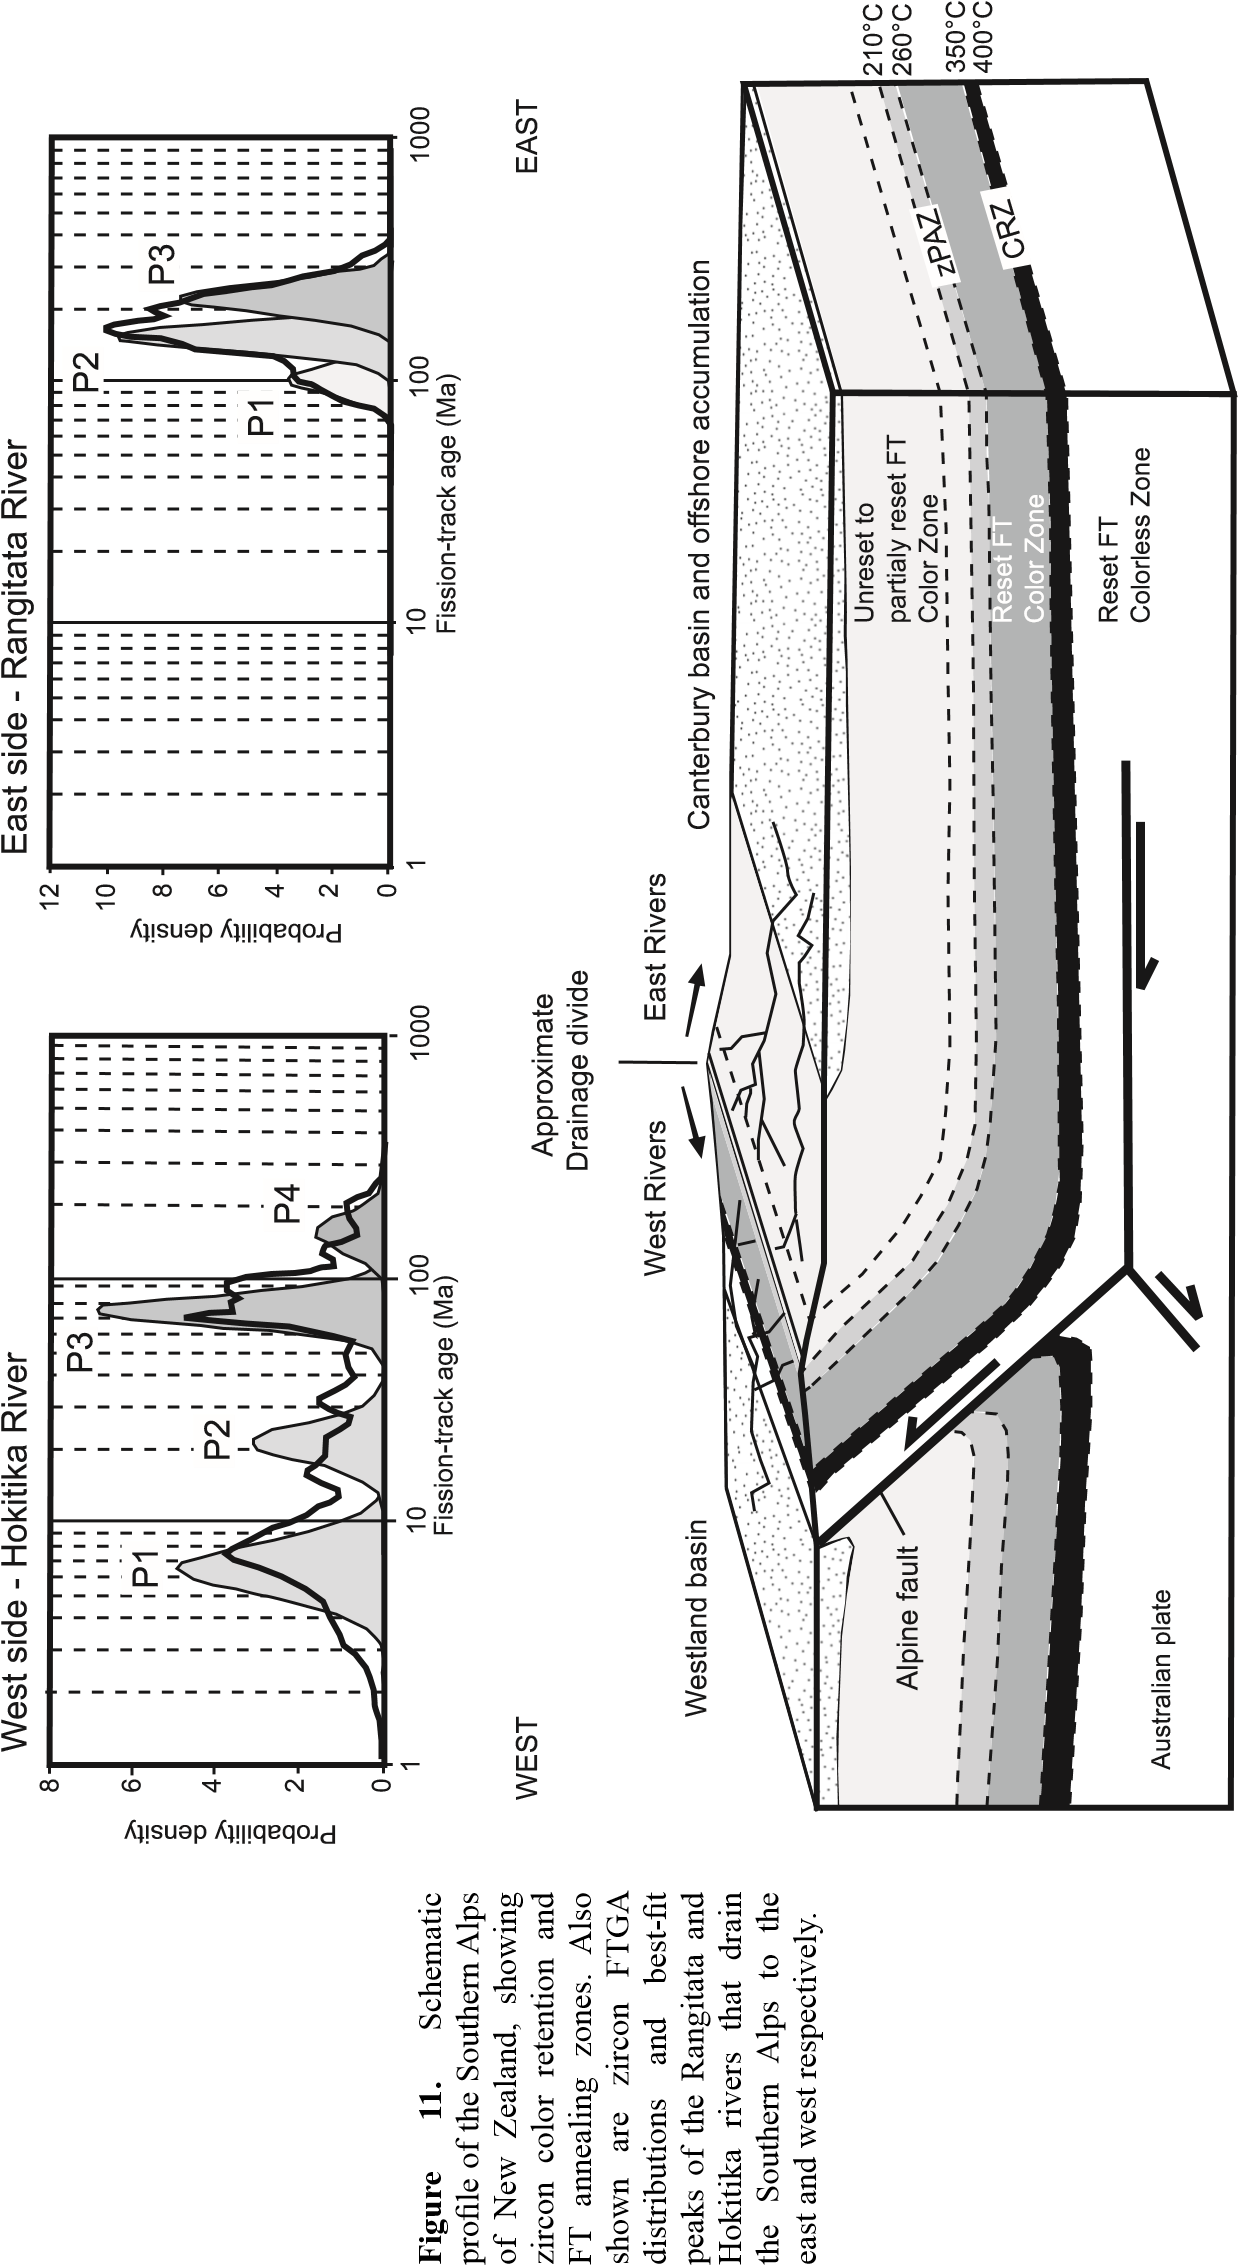 West side - Hokitika River
East side - Rangitata River
8
6
4
2
0
Probability density
P1
P2
P3
P4
1
10
100
1000
Fission-track age (Ma)
12
10
8
6
4
2
0
Probability density
P1
P2
P3
1
10
100
1000
Fission-track age (Ma)
WEST
EAST
Approximate
Drainage divide
West Rivers
East Rivers
Westland basin
Canterbury basin and offshore accumulation
210°C
260°C
350°C
400°C
zPAZ
CRZ
Unreset to
partialy reset FT
Color Zone
Reset FT
Color Zone
Reset FT
Colorless Zone
Alpine fault
Australian plate
Figure 11. Schematic
profile of the Southern Alps
of New Zealand, showing
zircon color retention and
FT annealing zones. Also
shown are zircon FTGA
distributions and best-fit
peaks of the Rangitata and
Hokitika rivers that drain
the Southern Alps to the
east and west respectively.